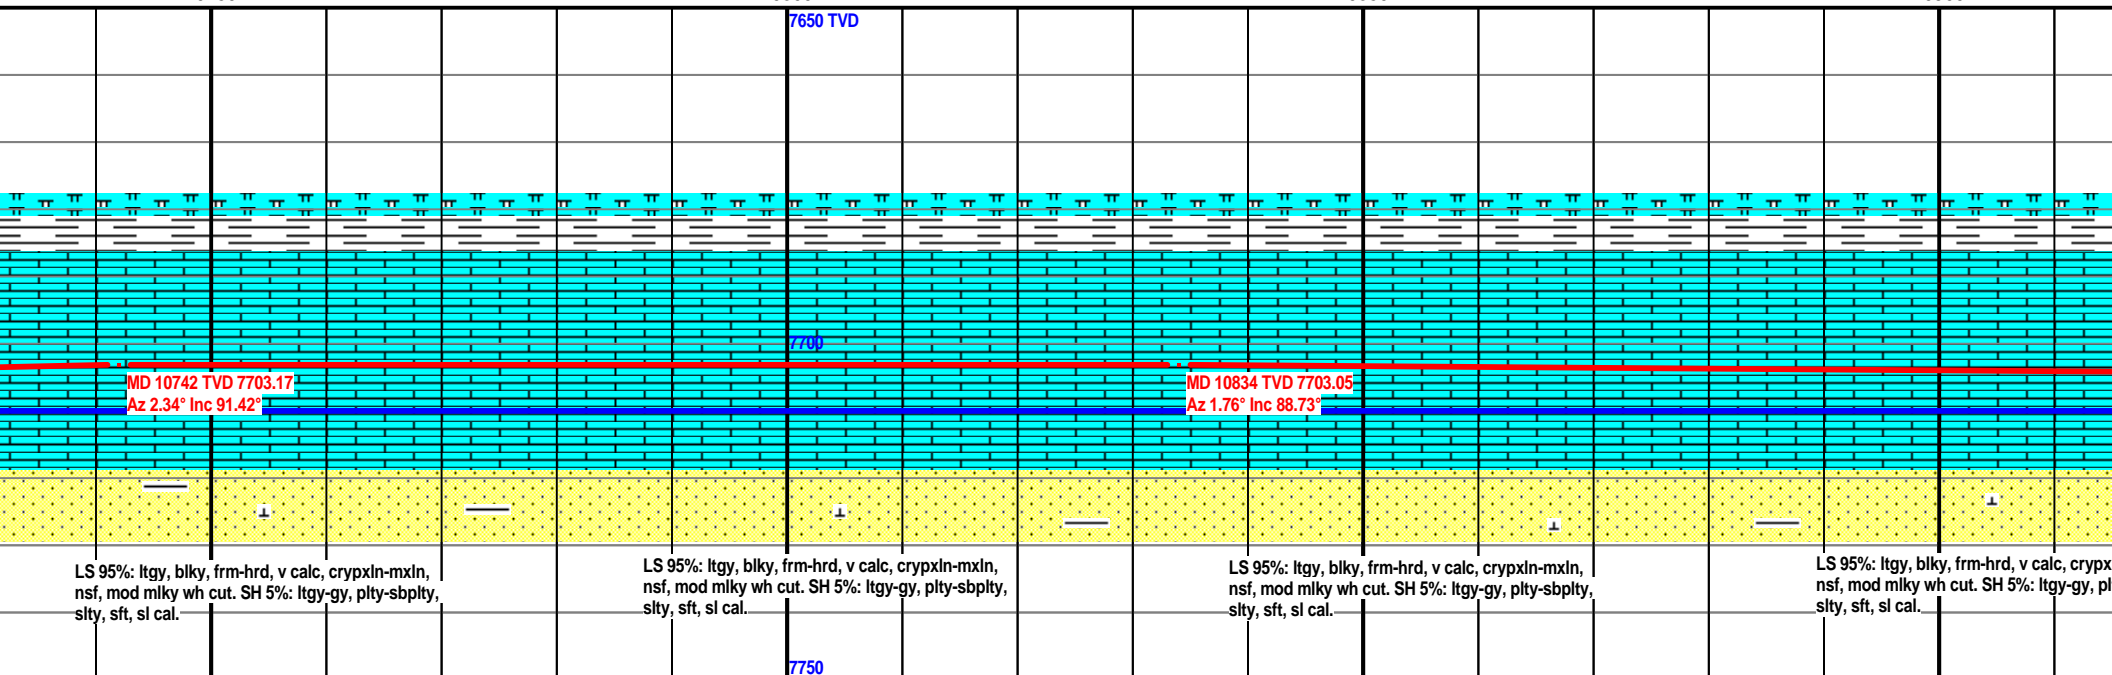 7650 TVD
7700
MD 10742 TVD 7703.17
Az 2.34° Inc 91.42°
MD 10834 TVD 7703.05
Az 1.76° Inc 88.73°
LS 95%: ltgy, blky, frm-hrd, v calc, crypxln-mxln,
nsf, mod mlky wh cut. SH 5%: ltgy-gy, plty-sbplty,
slty, sft, sl cal.
LS 95%: ltgy, blky, frm-hrd, v calc, crypxln-mxln,
nsf, mod mlky wh cut. SH 5%: ltgy-gy, plty-sbplty,
slty, sft, sl cal.
LS 95%: ltgy, blky, frm-hrd, v calc, crypxln-mxln,
nsf, mod mlky wh cut. SH 5%: ltgy-gy, plty-sbplty,
slty, sft, sl cal.
LS 95%: ltgy, blky, frm-hrd, v calc, crypx
nsf, mod mlky wh cut. SH 5%: ltgy-gy, pl
slty, sft, sl cal.
7750